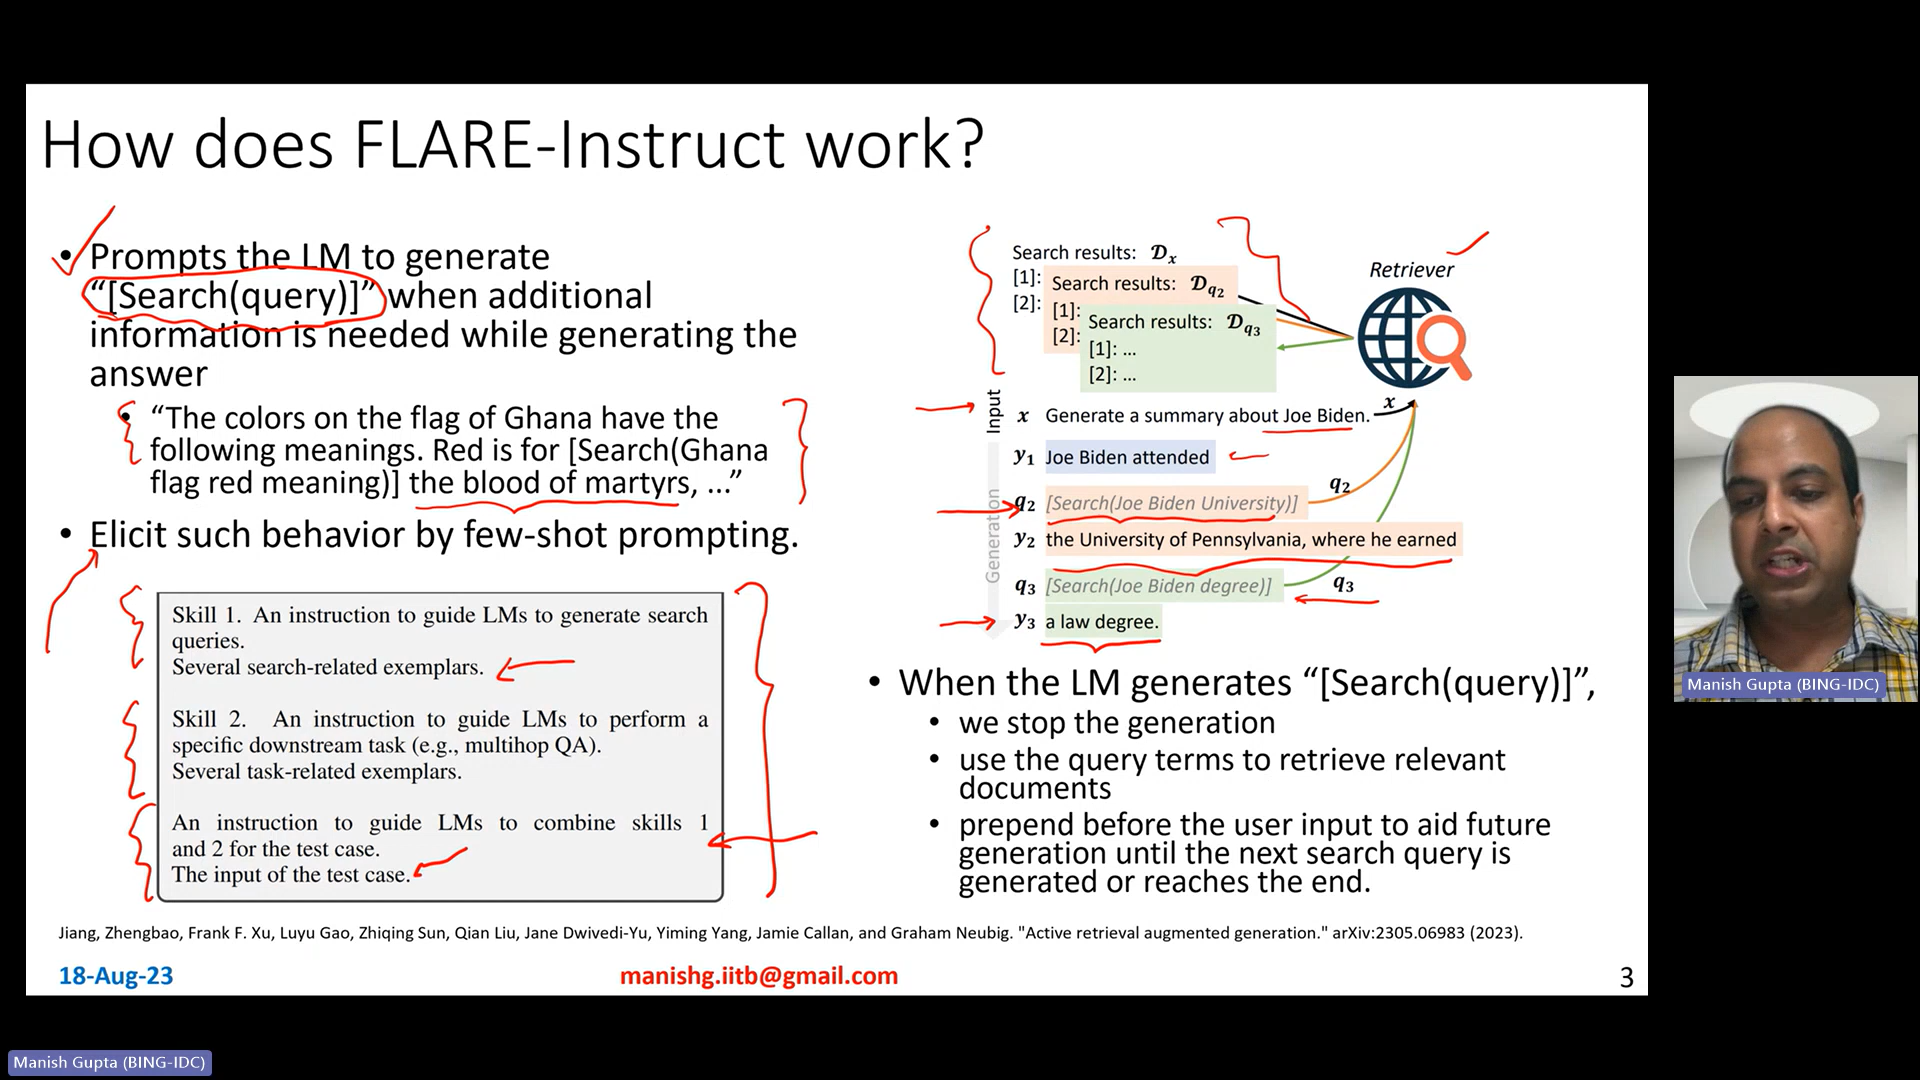 How does FLARE-Instruct work?
• Prompts the LM to generate
“[Search(query)]” when additional
information is needed while generating the
answer
• “The colors on the flag of Ghana have the
following meanings. Red is for [Search(Ghana
flag red meaning)] the blood of martyrs, ...”
• Elicit such behavior by few-shot prompting.
Skill 1. An instruction to guide LMs to generate search
queries.
Several search-related exemplars.
Skill 2. An instruction to guide LMs to perform a
specific downstream task (e.g., multihop QA).
Several task-related exemplars.
An instruction to guide LMs to combine skills 1
and 2 for the test case.
The input of the test case.
Search results: 𝒟x
[1]:
[2]:
Search results: 𝒟q2
[1]:
[2]:
Search results: 𝒟q3
[1]: ...
[2]: ...
Retriever
Input
x Generate a summary about Joe Biden.
x
Generation
y1 Joe Biden attended
q2 [Search(Joe Biden University)]
q2
y2 the University of Pennsylvania, where he earned
q3 [Search(Joe Biden degree)]
q3
y3 a law degree.
• When the LM generates “[Search(query)]”,
• we stop the generation
• use the query terms to retrieve relevant
documents
• prepend before the user input to aid future
generation until the next search query is
generated or reaches the end.
Jiang, Zhengbao, Frank F. Xu, Luyu Gao, Zhiqing Sun, Qian Liu, Jane Dwivedi-Yu, Yiming Yang, Jamie Callan, and Graham Neubig. "Active retrieval augmented generation." arXiv:2305.06983 (2023).
18-Aug-23
manishg.iitb@gmail.com
3
Manish Gupta (BING-IDC)
Manish Gupta (BING-IDC)